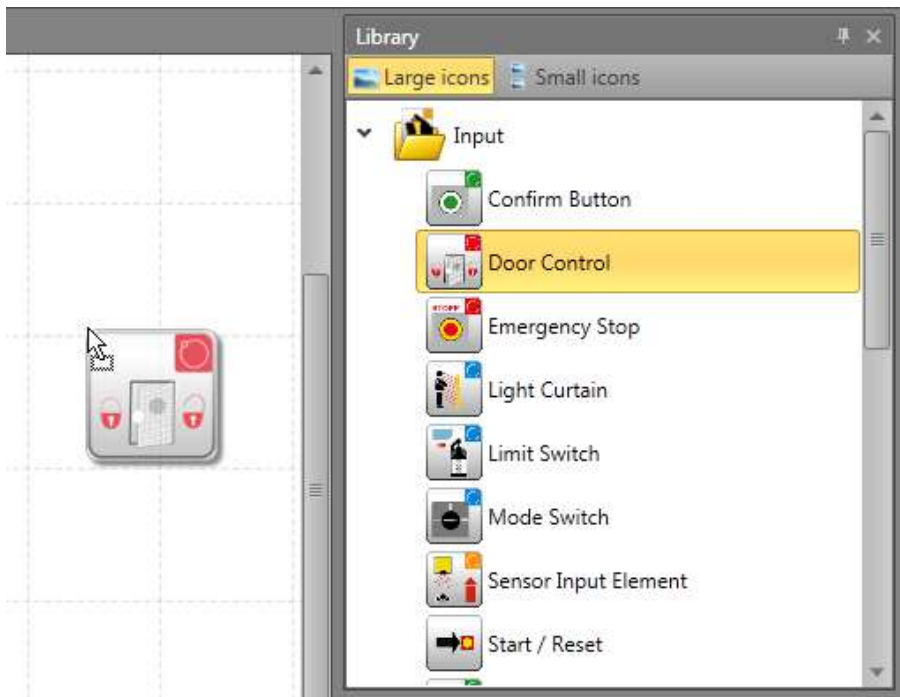 Library
Large icons Small icons
Input
Confirm Button
Door Control
STOPP
Emergency Stop
Light Curtain
Limit Switch
Mode Switch
Sensor Input Element
Start / Reset